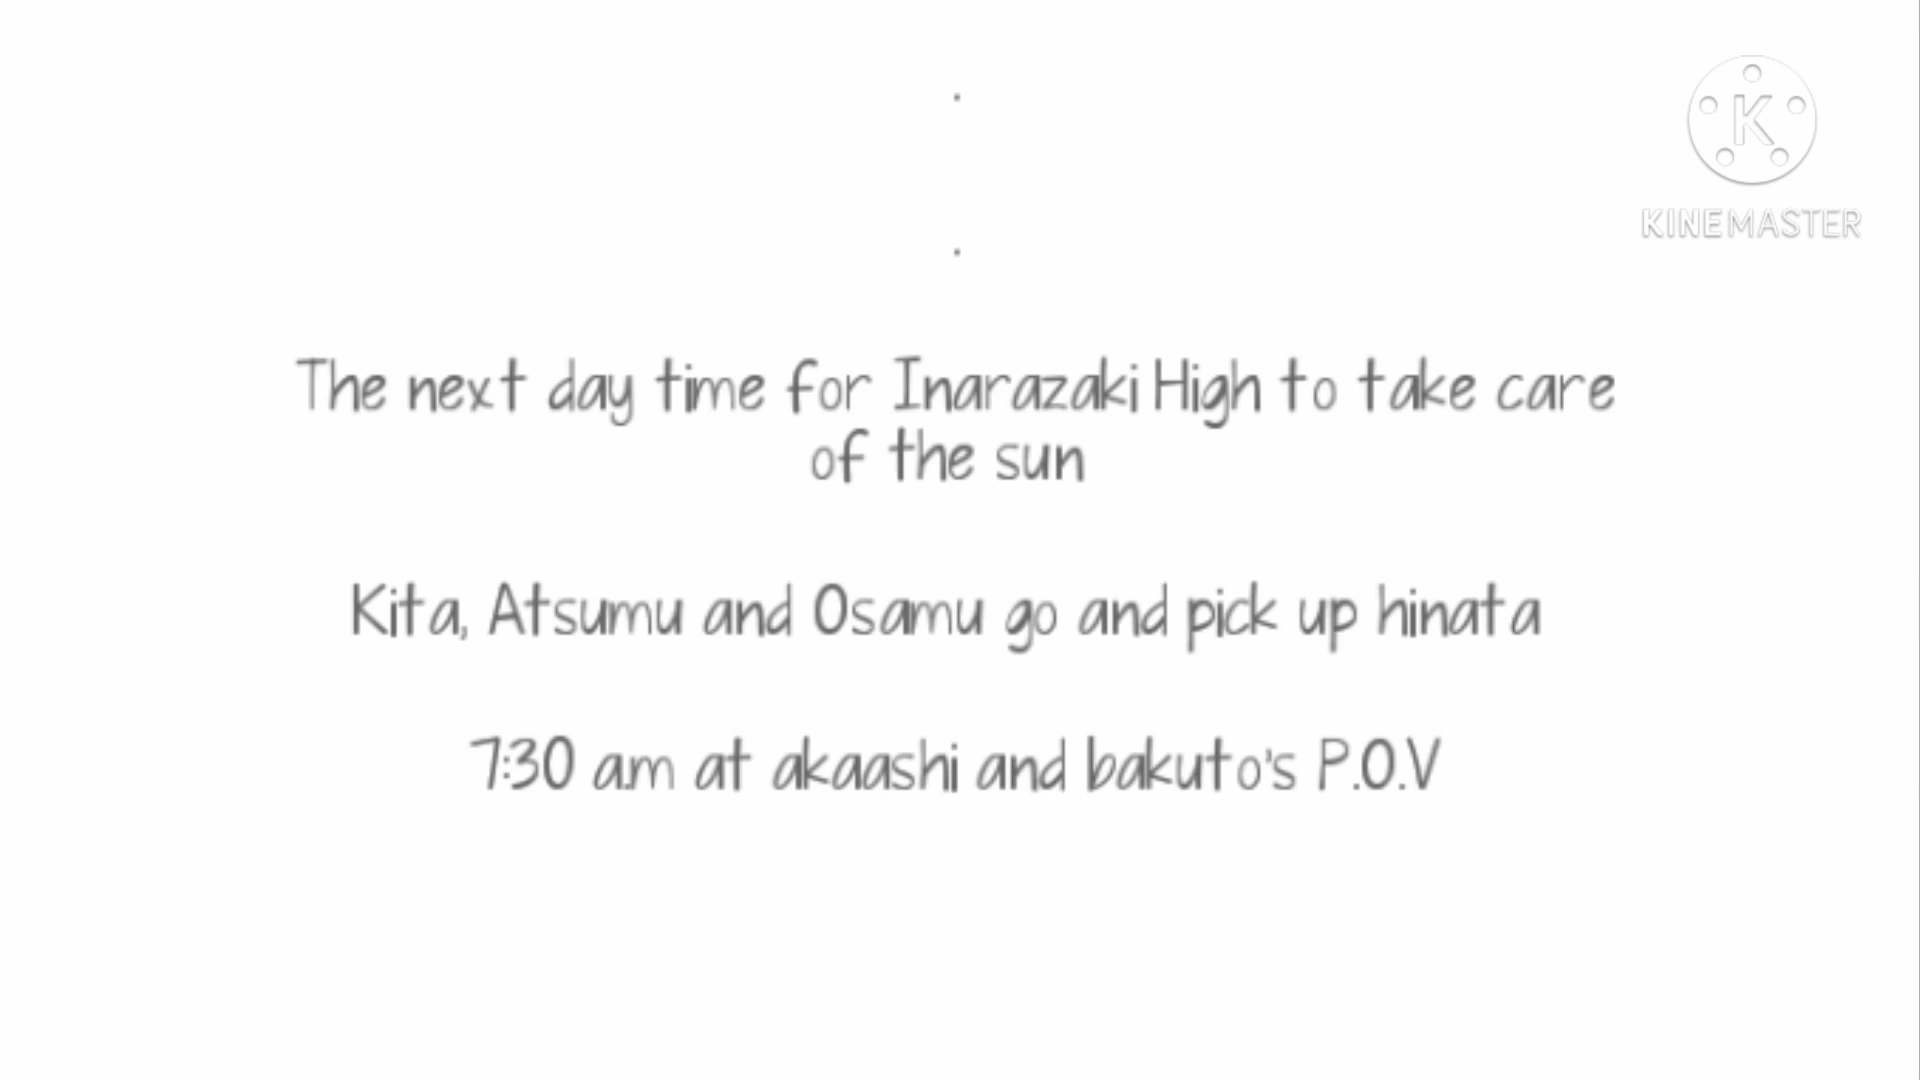 .
K
KINEMASTER
.
The next day time for Inarazaki High to take care
of the sun
Kita, Atsumu and Osamu go and pick up hinata
7:30 a.m at akaashi and bakuto's P.O.V